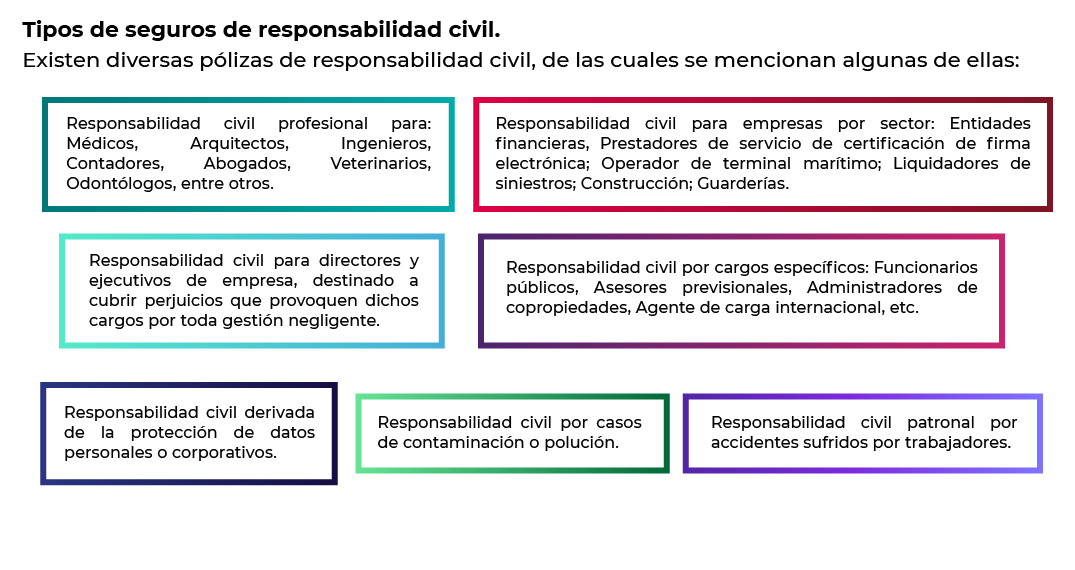 Tipos de seguros de responsabilidad civil.
Existen diversas pólizas de responsabilidad civil, de las cuales se mencionan algunas de ellas:
Responsabilidad civil profesional para:
Médicos, Arquitectos, Ingenieros,
Contadores, Abogados, Veterinarios,
Odontólogos, entre otros.
Responsabilidad civil para empresas por sector: Entidades
financieras, Prestadores de servicio de certificación de firma
electrónica; Operador de terminal marítimo; Liquidadores de
siniestros; Construcción; Guarderías.
Responsabilidad civil para directores y
ejecutivos de empresa, destinado a
cubrir perjuicios que provoquen dichos
cargos por toda gestión negligente.
Responsabilidad civil por cargos específicos: Funcionarios
públicos, Asesores previsionales, Administradores de
copropiedades, Agente de carga internacional, etc.
Responsabilidad civil derivada
de la protección de datos
personales o corporativos.
Responsabilidad civil por casos
de contaminación o polución.
Responsabilidad civil patronal por
accidentes sufridos por trabajadores.